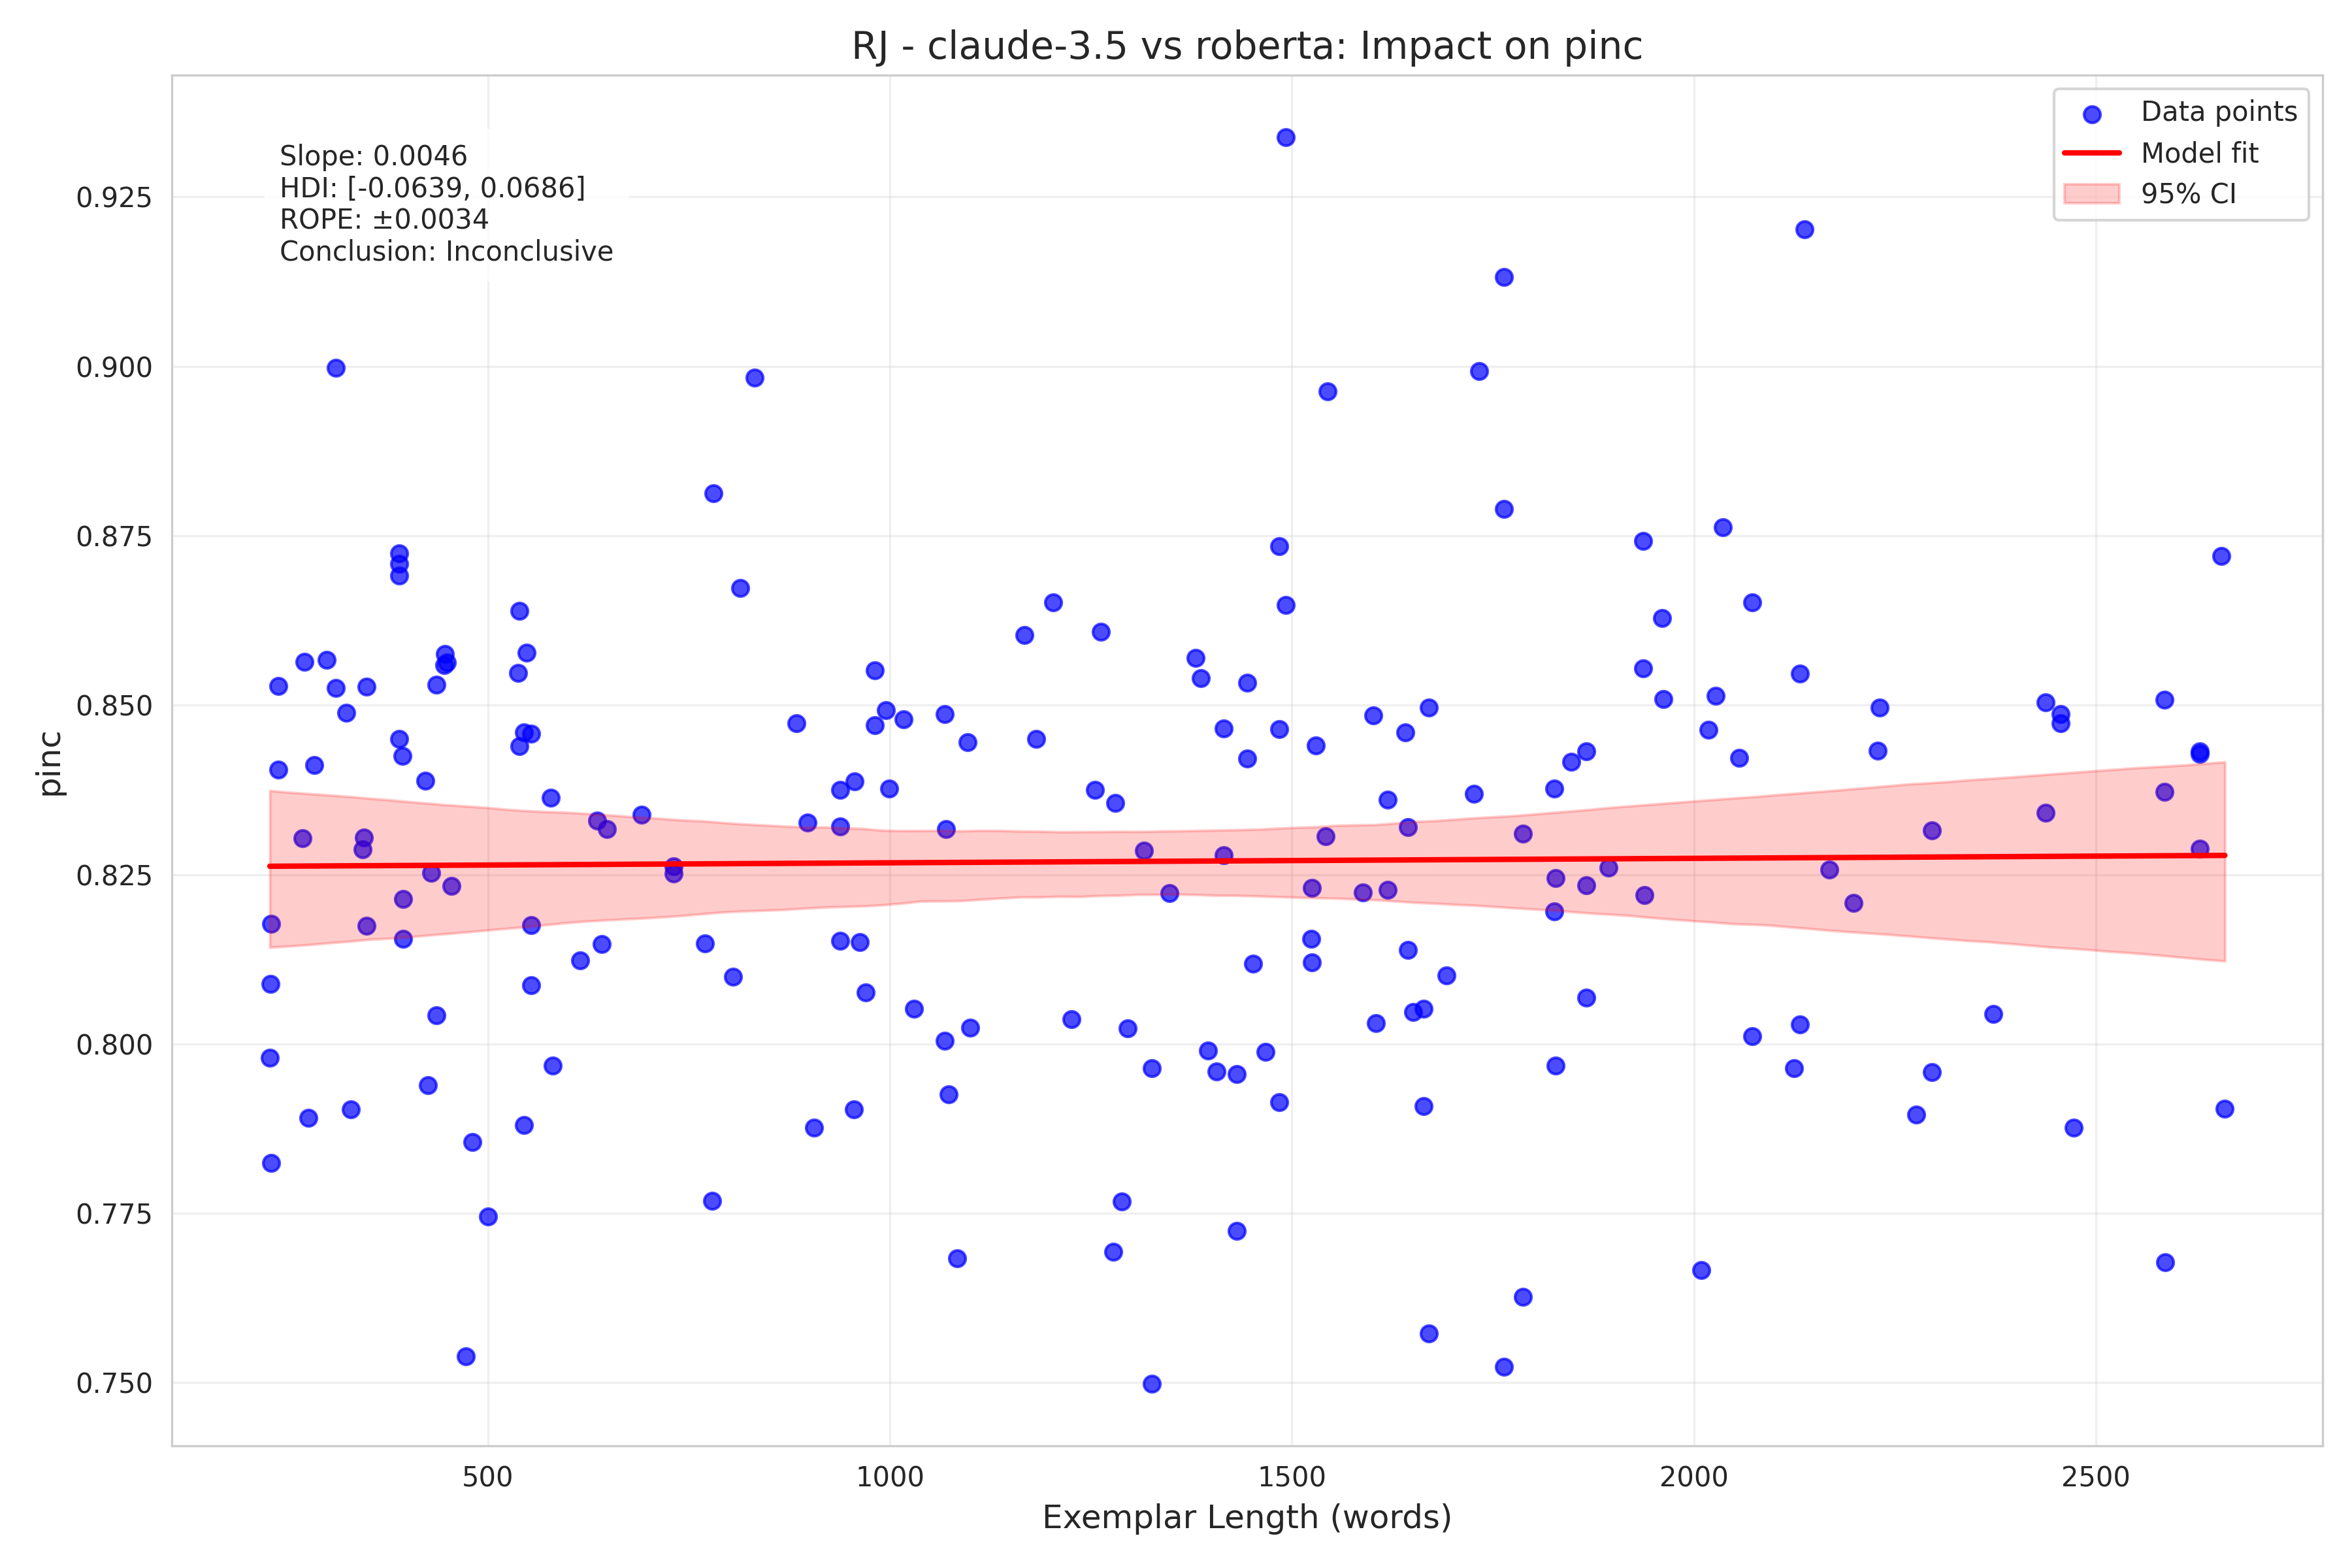 RJ - claude-3.5 vs roberta: Impact on pinc
Data points
Model fit
95% CI
Slope: 0.0046
HDI: [-0.0639, 0.0686]
ROPE: ±0.0034
Conclusion: Inconclusive
0.925
0.900
0.875
0.850
0.825
0.800
0.775
0.750
pinc
500 1000 1500 2000 2500
Exemplar Length (words)